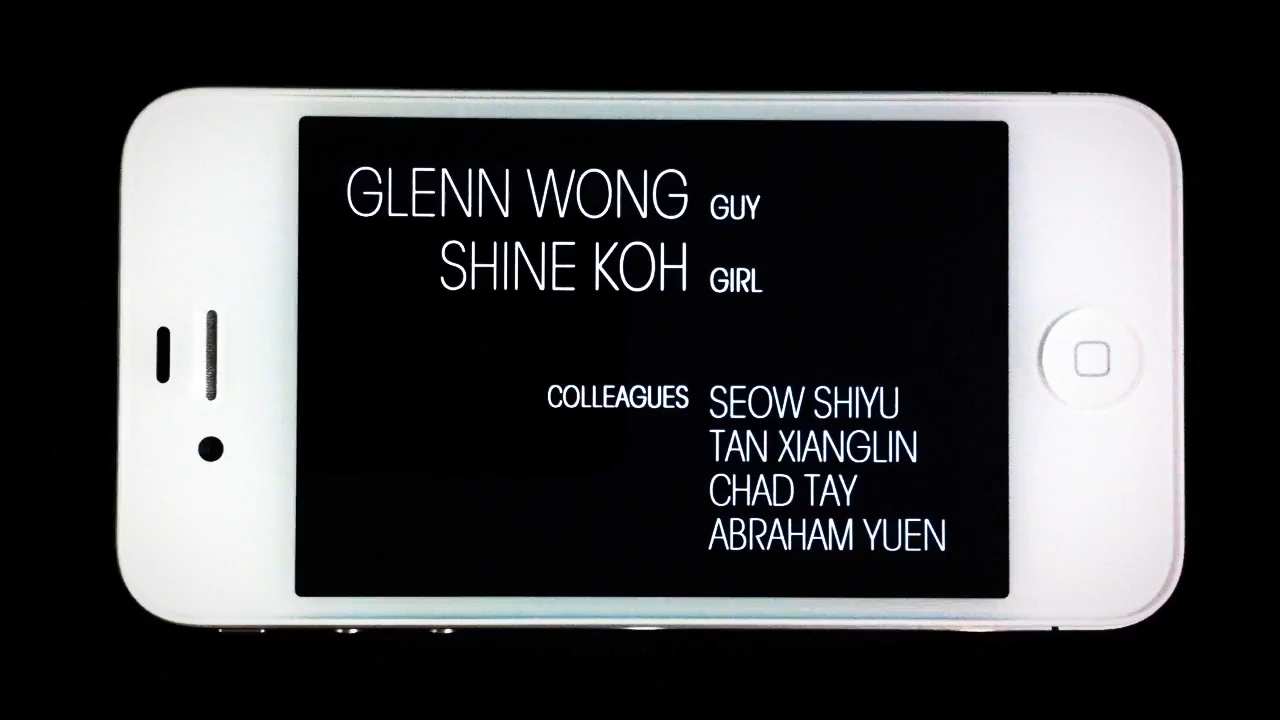 GLENN WONG GUY
SHINE KOH GIRL
COLLEAGUES SEOW SHIYU
TAN XIANGLIN
CHAD TAY
ABRAHAM YUEN